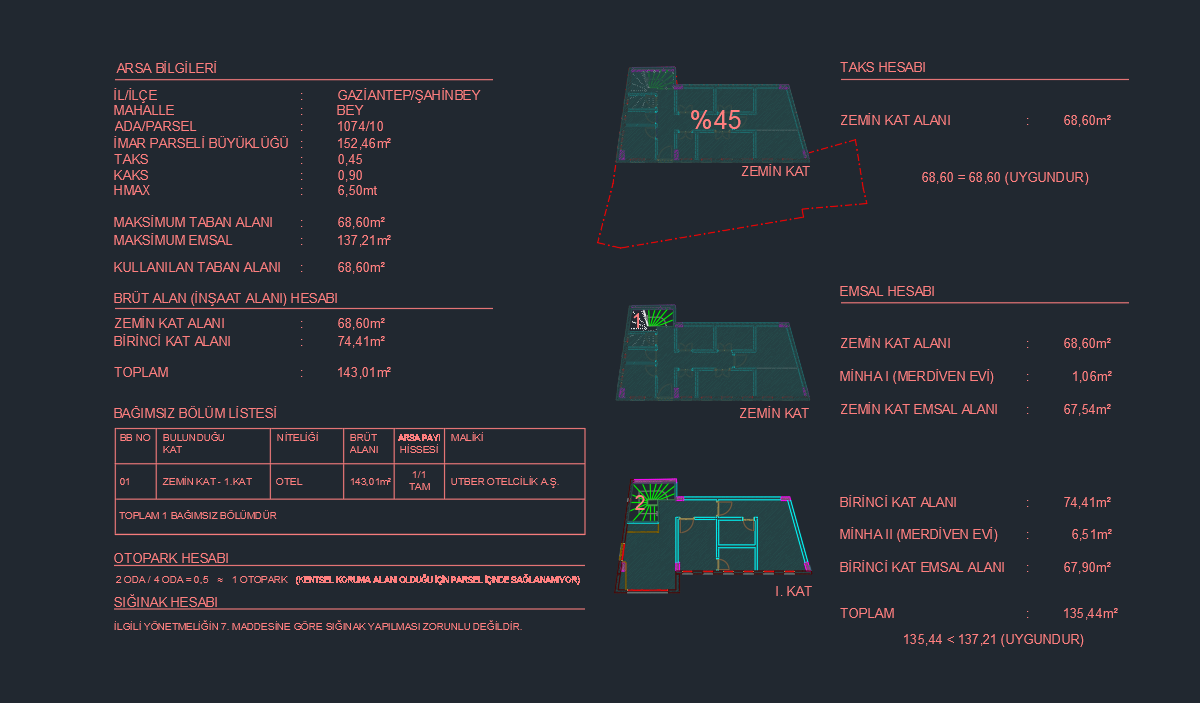 ARSA BİLGİLERİ
İL/İLÇE : GAZİANTEP/ŞAHİNBEY
MAHALLE : BEY
ADA/PARSEL : 1074/10
İMAR PARSELİ BÜYÜKLÜĞÜ : 152,46m²
TAKS : 0,45
KAKS : 0,90
HMAX : 6,50mt
MAKSİMUM TABAN ALANI : 68,60m²
MAKSİMUM EMSAL : 137,21m²
KULLANILAN TABAN ALANI : 68,60m²
BRÜT ALAN (İNŞAAT ALANI) HESABI
ZEMİN KAT ALANI : 68,60m²
BİRİNCİ KAT ALANI : 74,41m²
TOPLAM : 143,01m²
BAĞIMSIZ BÖLÜM LİSTESİ
BB NO BULUNDUĞU KAT NİTELİĞİ BRÜT ALANI ARSA PAYI HİSSESİ MALİKİ
01 ZEMİN KAT - 1.KAT OTEL 143,01m² 1/1 TAM UTBER OTELCİLİK A.Ş.
TOPLAM 1 BAĞIMSIZ BÖLÜMDÜR
OTOPARK HESABI
2 ODA / 4 ODA = 0,5 ≈ 1 OTOPARK (KENTSEL KORUMA ALANI OLDUĞU İÇİN PARSEL İÇİNDE SAĞLANAMIYOR)
SIĞINAK HESABI
İLGİLİ YÖNETMELİĞİN 7. MADDESİNE GÖRE SIĞINAK YAPILMASI ZORUNLU DEĞİLDİR.
%45
ZEMİN KAT
1
ZEMİN KAT
2
I. KAT
TAKS HESABI
ZEMİN KAT ALANI : 68,60m²
68,60 = 68,60 (UYGUNDUR)
EMSAL HESABI
ZEMİN KAT ALANI : 68,60m²
MİNHA I (MERDİVEN EVİ) : 1,06m²
ZEMİN KAT EMSAL ALANI : 67,54m²
BİRİNCİ KAT ALANI : 74,41m²
MİNHA II (MERDİVEN EVİ) : 6,51m²
BİRİNCİ KAT EMSAL ALANI : 67,90m²
TOPLAM : 135,44m²
135,44 < 137,21 (UYGUNDUR)